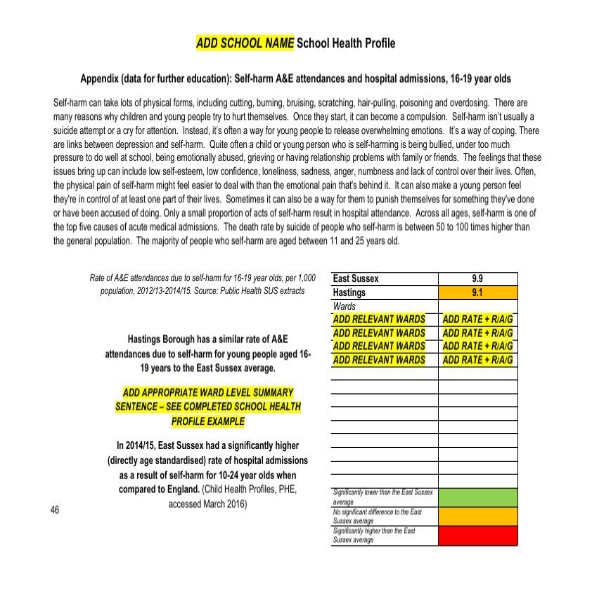 ADD SCHOOL NAME School Health Profile
Appendix (data for further education): Self-harm A&E attendances and hospital admissions, 16-19 year olds
Self-harm can take lots of physical forms, including cutting, burning, bruising, scratching, hair-pulling, poisoning and overdosing. There are
many reasons why children and young people try to hurt themselves. Once they start, it can become a compulsion. Self-harm isn't usually a
suicide attempt or a cry for attention. Instead, it's often a way for young people to release overwhelming emotions. It's a way of coping. There
are links between depression and self-harm. Quite often a child or young person who is self-harming is being bullied, under too much
pressure to do well at school, being emotionally abused, grieving or having relationship problems with family or friends. The feelings that these
issues bring up can include low self-esteem, low confidence, loneliness, sadness, anger, numbness and lack of control over their lives. Often,
the physical pain of self-harm might feel easier to deal with than the emotional pain that's behind it. It can also make a young person feel
they're in control of at least one part of their lives. Sometimes it can also be a way for them to punish themselves for something they've done
or have been accused of doing. Only a small proportion of acts of self-harm result in hospital attendance. Across all ages, self-harm is one of
the top five causes of acute medical admissions. The death rate by suicide of people who self-harm is between 50 to 100 times higher than
the general population. The majority of people who self-harm are aged between 11 and 25 years old.
Rate of A&E attendances due to self-harm for 16-19 year olds, per 1,000
population, 2012/13-2014/15. Source: Public Health SUS extracts
Hastings Borough has a similar rate of A&E
attendances due to self-harm for young people aged 16-
19 years to the East Sussex average.
ADD APPROPRIATE WARD LEVEL SUMMARY
SENTENCE – SEE COMPLETED SCHOOL HEALTH
PROFILE EXAMPLE
In 2014/15, East Sussex had a significantly higher
(directly age standardised) rate of hospital admissions
as a result of self-harm for 10-24 year olds when
compared to England. (Child Health Profiles, PHE,
accessed March 2016)
East Sussex 9.9
Hastings 9.1
Wards
ADD RELEVANT WARDS ADD RATE + R/A/G
ADD RELEVANT WARDS ADD RATE + R/A/G
ADD RELEVANT WARDS ADD RATE + R/A/G
ADD RELEVANT WARDS ADD RATE + R/A/G
Significantly lower than the East Sussex
average
No significant difference to the East
Sussex average
Significantly higher than the East
Sussex average
46